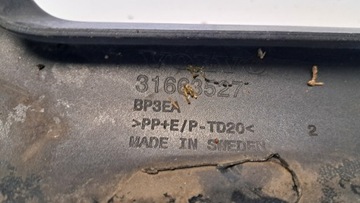 31663527
BP3EA
>PP+E/P-TD20<
2
MADE IN SWEDEN